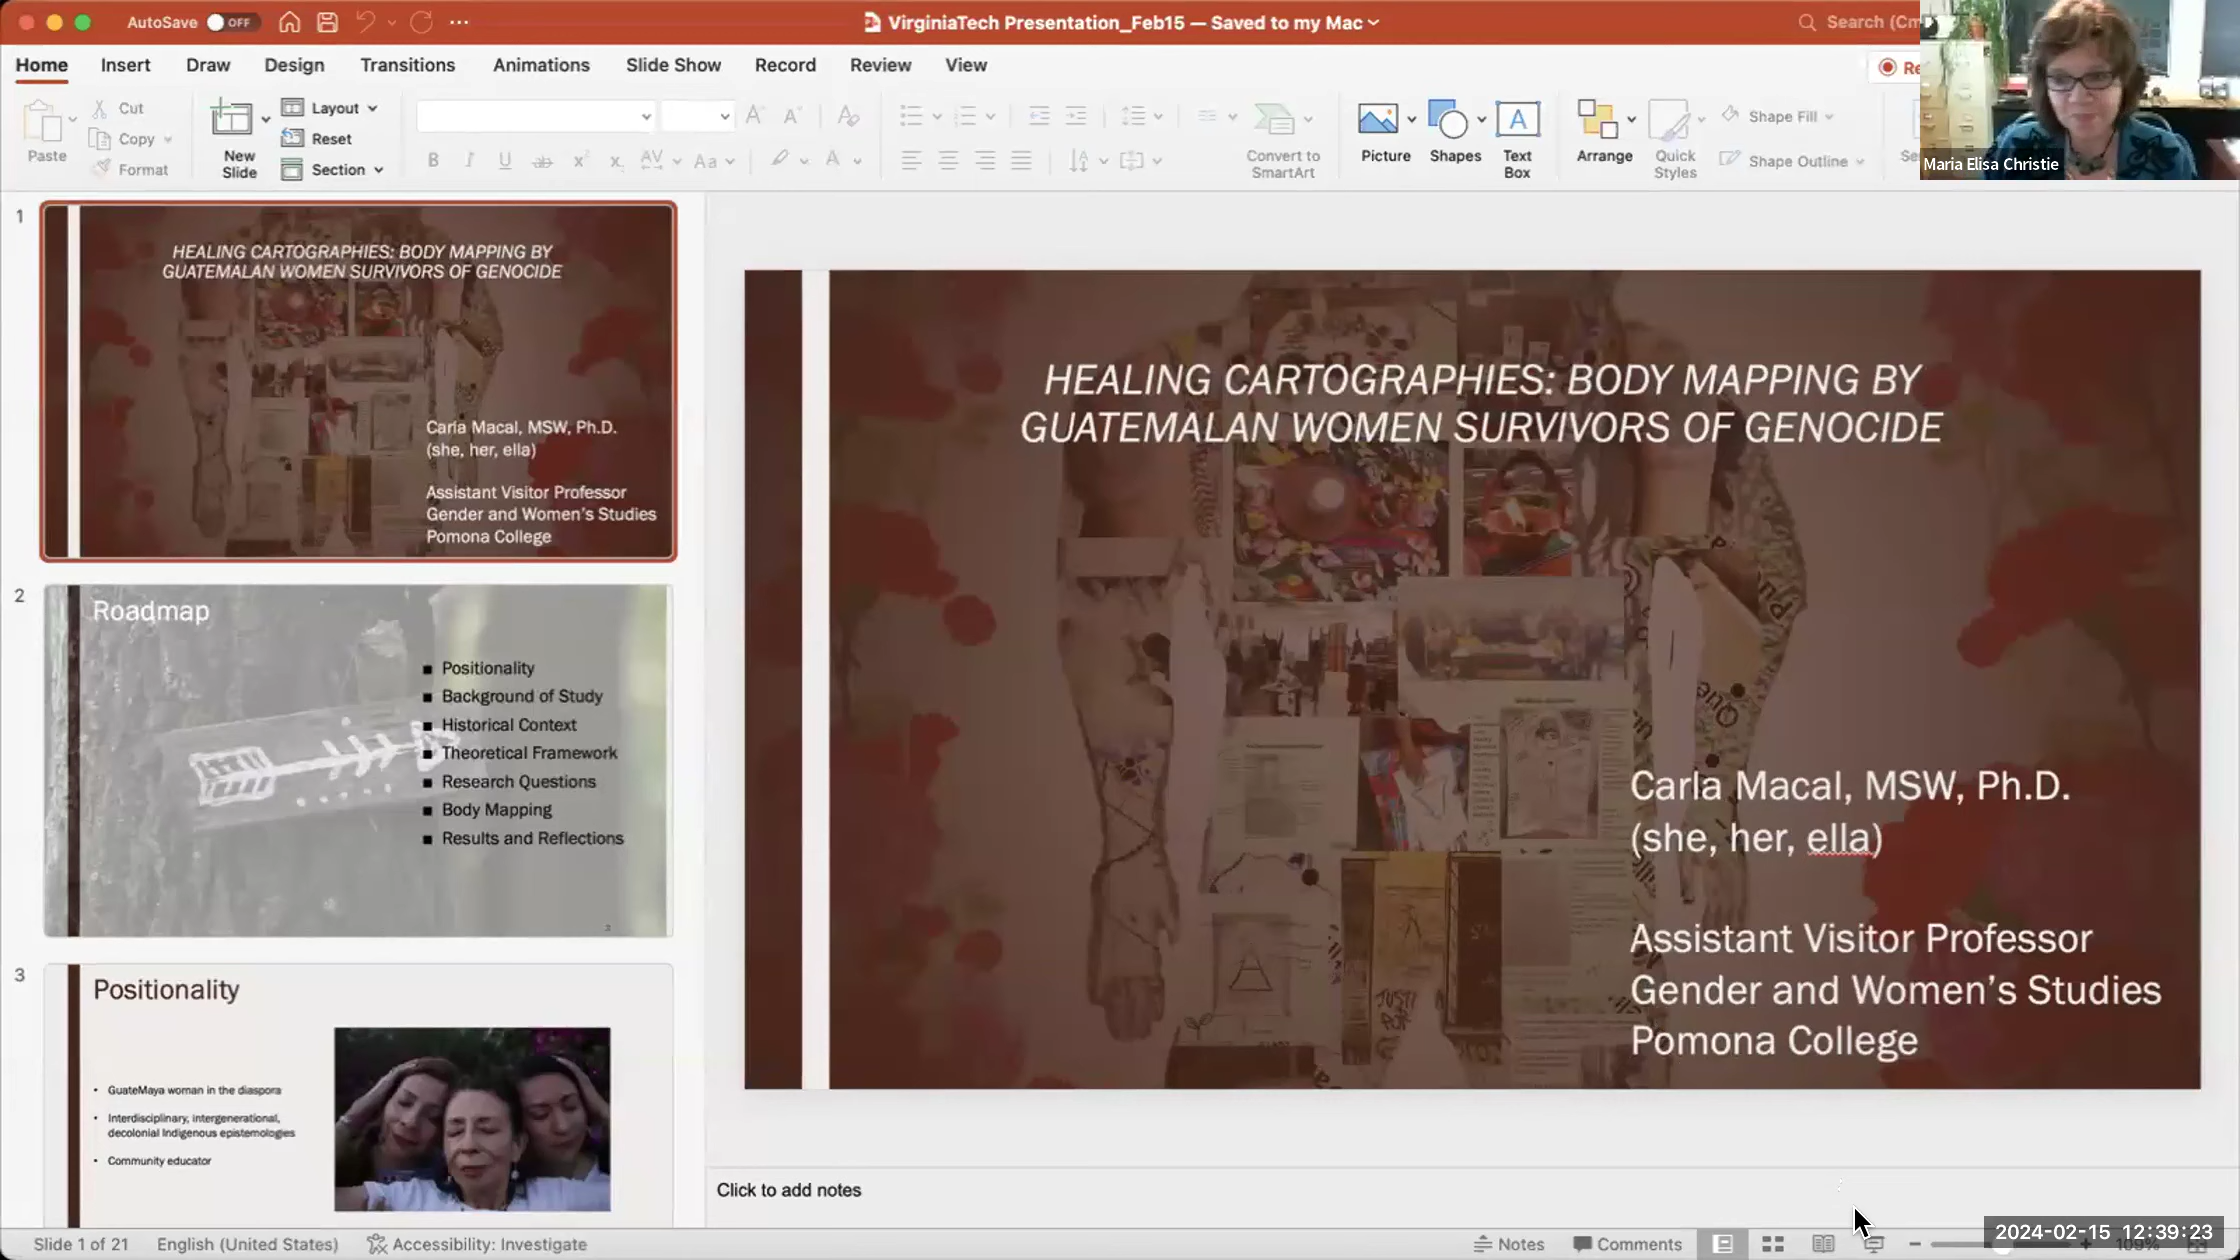 AutoSave OFF
VirginiaTech Presentation_Feb15 — Saved to my Mac
Search (Cm
Home Insert Draw Design Transitions Animations Slide Show Record Review View
Paste
Cut
Copy
Format
New
Slide
Layout
Reset
Section
Convert to
SmartArt
Picture
Shapes
Text
Box
Arrange
Quick
Styles
Shape Fill
Shape Outline
Maria Elisa Christie
1
HEALING CARTOGRAPHIES: BODY MAPPING BY
GUATEMALAN WOMEN SURVIVORS OF GENOCIDE
Carla Macal, MSW, Ph.D.
(she, her, ella)
Assistant Visitor Professor
Gender and Women's Studies
Pomona College
2
Roadmap
Positionality
Background of Study
Historical Context
Theoretical Framework
Research Questions
Body Mapping
Results and Reflections
3
Positionality
GuateMaya woman in the diaspora
Interdisciplinary, intergenerational,
decolonial Indigenous epistemologies
Community educator
HEALING CARTOGRAPHIES: BODY MAPPING BY
GUATEMALAN WOMEN SURVIVORS OF GENOCIDE
Carla Macal, MSW, Ph.D.
(she, her, ella)
Assistant Visitor Professor
Gender and Women's Studies
Pomona College
Click to add notes
Slide 1 of 21 English (United States) Accessibility: Investigate
Notes Comments
2024-02-15 12:39:23